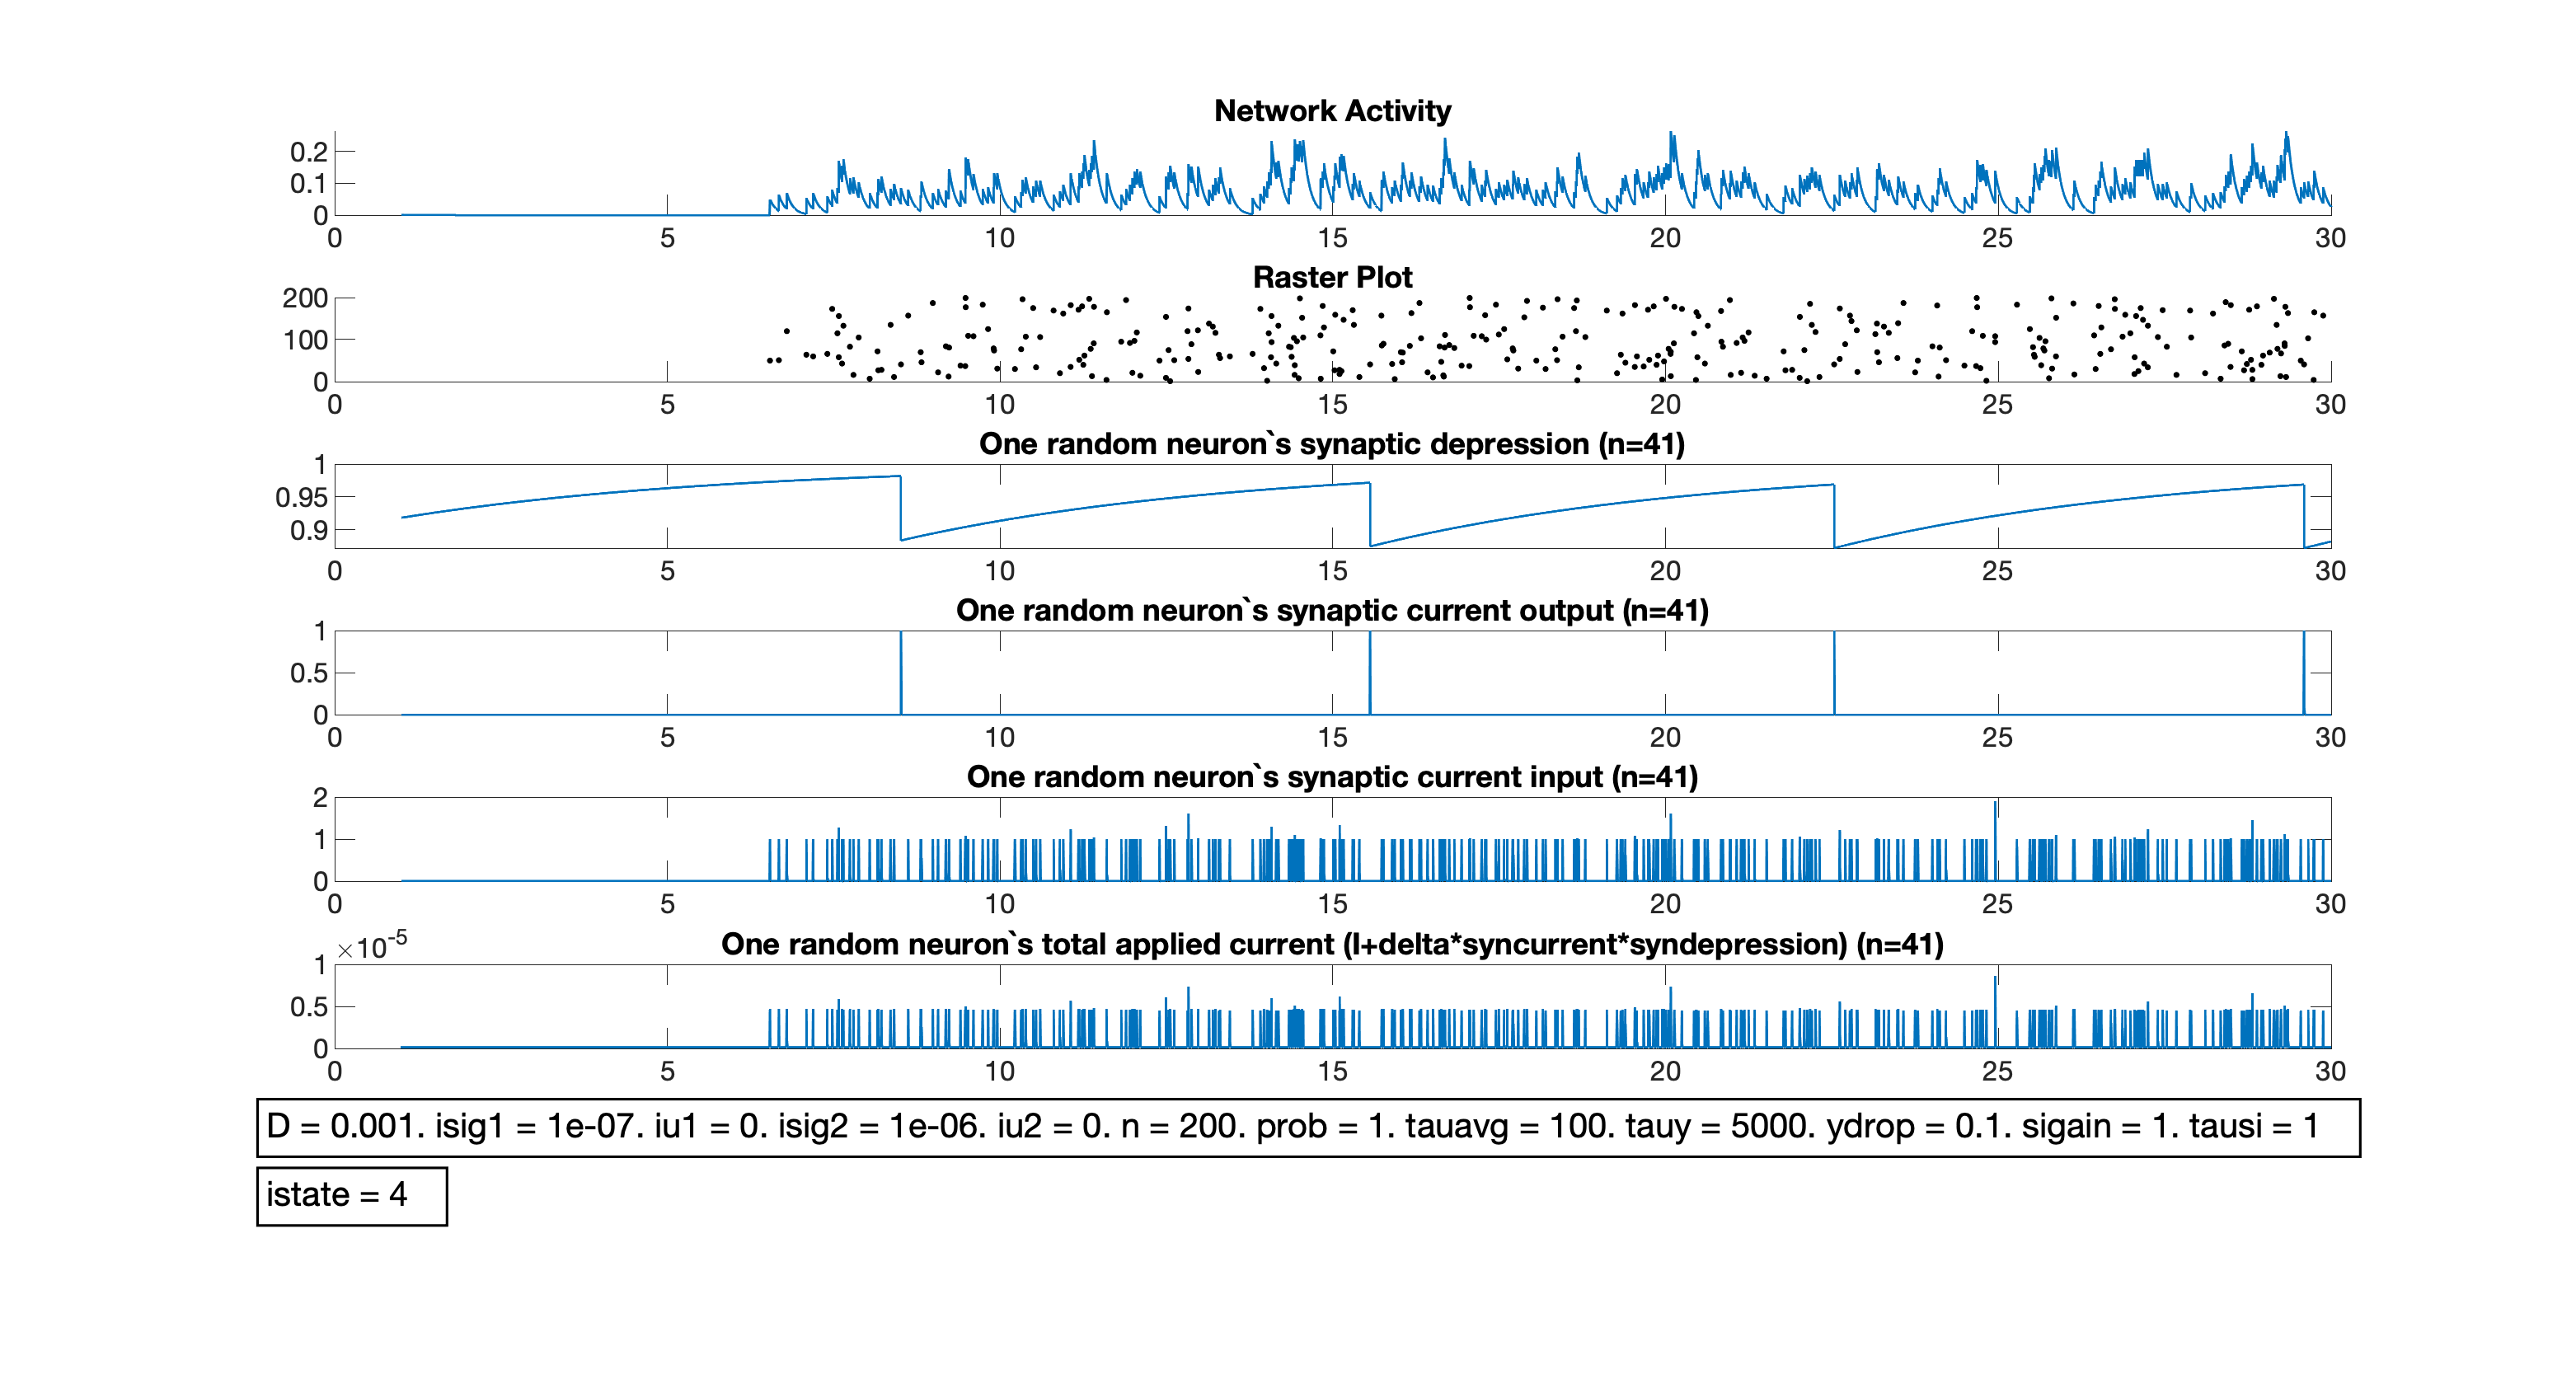 Network Activity
0.2
0.1
0
0 5 10 15 20 25 30
Raster Plot
200
100
0
0 5 10 15 20 25 30
One random neuron`s synaptic depression (n=41)
1
0.95
0.9
0 5 10 15 20 25 30
One random neuron`s synaptic current output (n=41)
1
0.5
0
0 5 10 15 20 25 30
One random neuron`s synaptic current input (n=41)
2
1
0
0 5 10 15 20 25 30
×10^-5
One random neuron`s total applied current (I+delta*syncurrent*syndepression) (n=41)
1
0.5
0
0 5 10 15 20 25 30
D = 0.001. isig1 = 1e-07. iu1 = 0. isig2 = 1e-06. iu2 = 0. n = 200. prob = 1. tauavg = 100. tauy = 5000. ydrop = 0.1. sigain = 1. tausi = 1
istate = 4